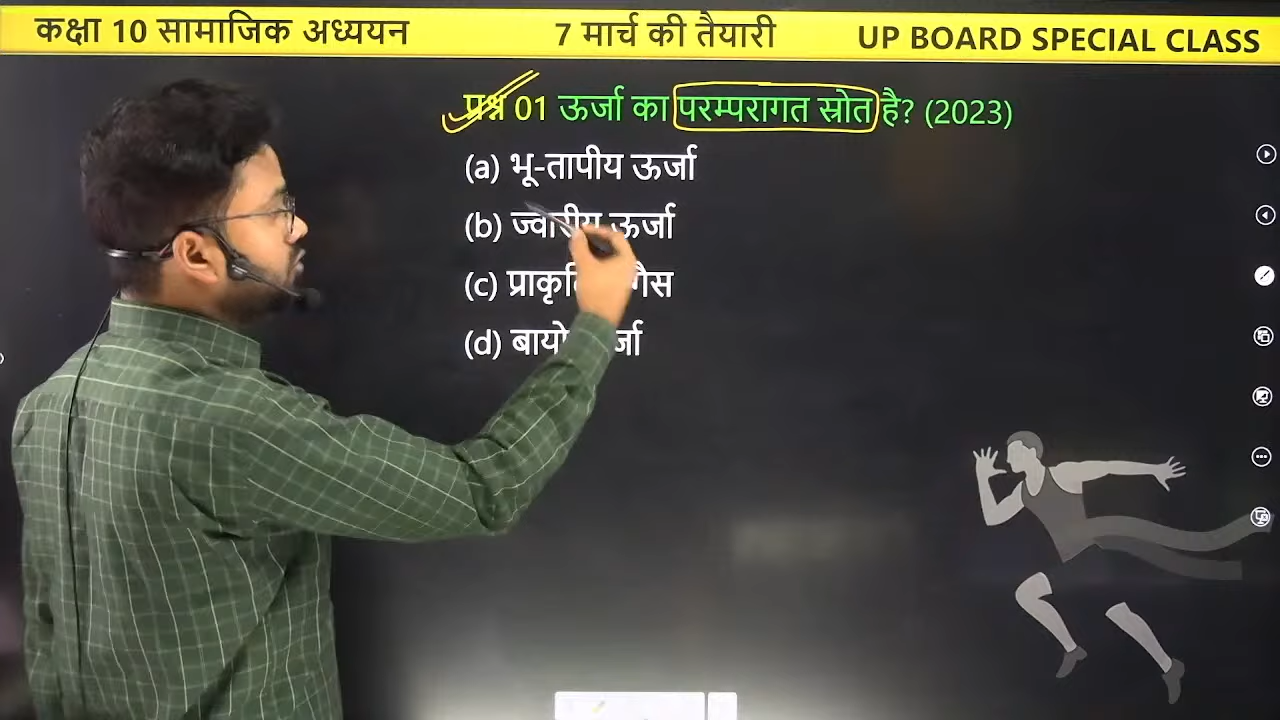 कक्षा 10 सामाजिक अध्ययन 7 मार्च की तैयारी UP BOARD SPECIAL CLASS
प्रश्न 01 ऊर्जा का परम्परागत स्रोत है? (2023)
(a) भू-तापीय ऊर्जा
(b) ज्वारीय ऊर्जा
(c) गैस
(d)